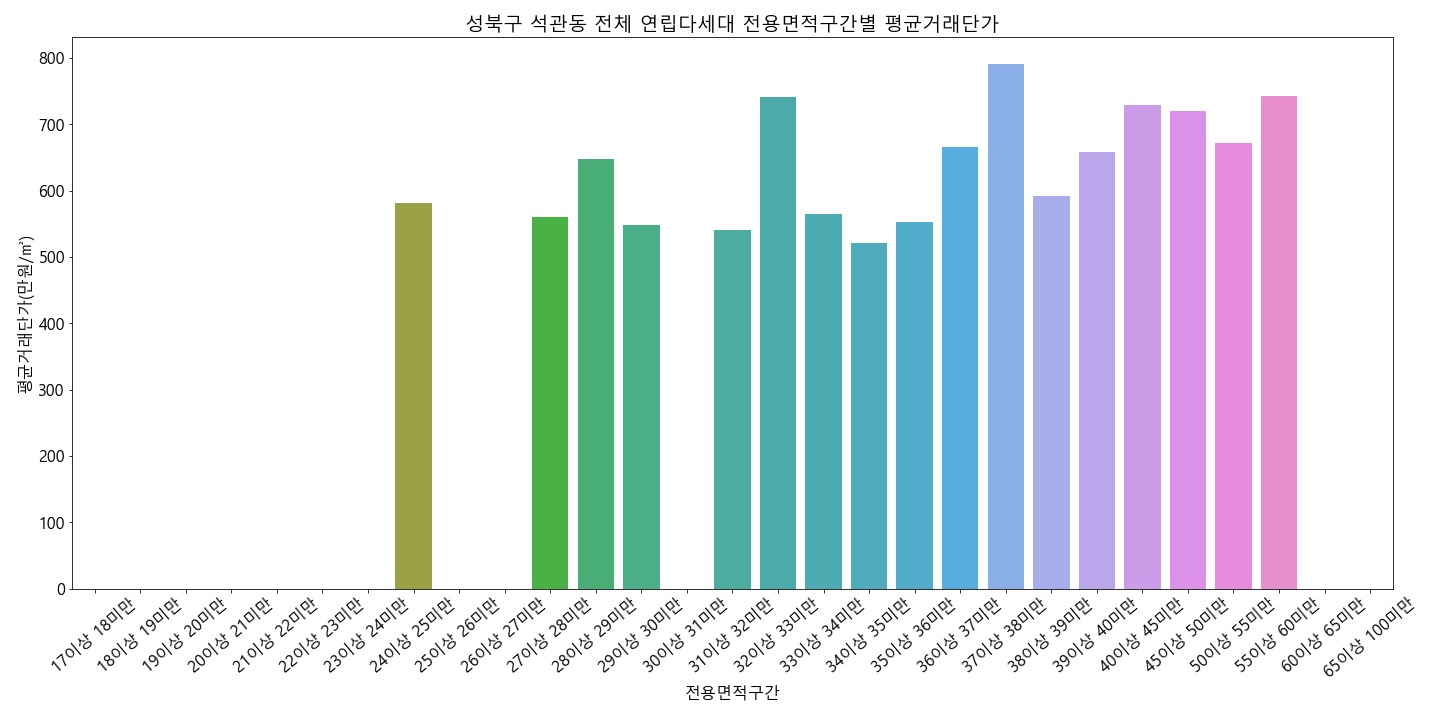 성북구 석관동 전체 연립다세대 전용면적구간별 평균거래단가
평균거래단가(만원/㎡)
800
700
600
500
400
300
200
100
0
17이상 18미만
18이상 19미만
19이상 20미만
20이상 21미만
21이상 22미만
22이상 23미만
23이상 24미만
24이상 25미만
25이상 26미만
26이상 27미만
27이상 28미만
28이상 29미만
29이상 30미만
30이상 31미만
31이상 32미만
32이상 33미만
33이상 34미만
34이상 35미만
35이상 36미만
36이상 37미만
37이상 38미만
38이상 39미만
39이상 40미만
40이상 45미만
45이상 50미만
50이상 55미만
55이상 60미만
60이상 65미만
65이상 100미만
전용면적구간